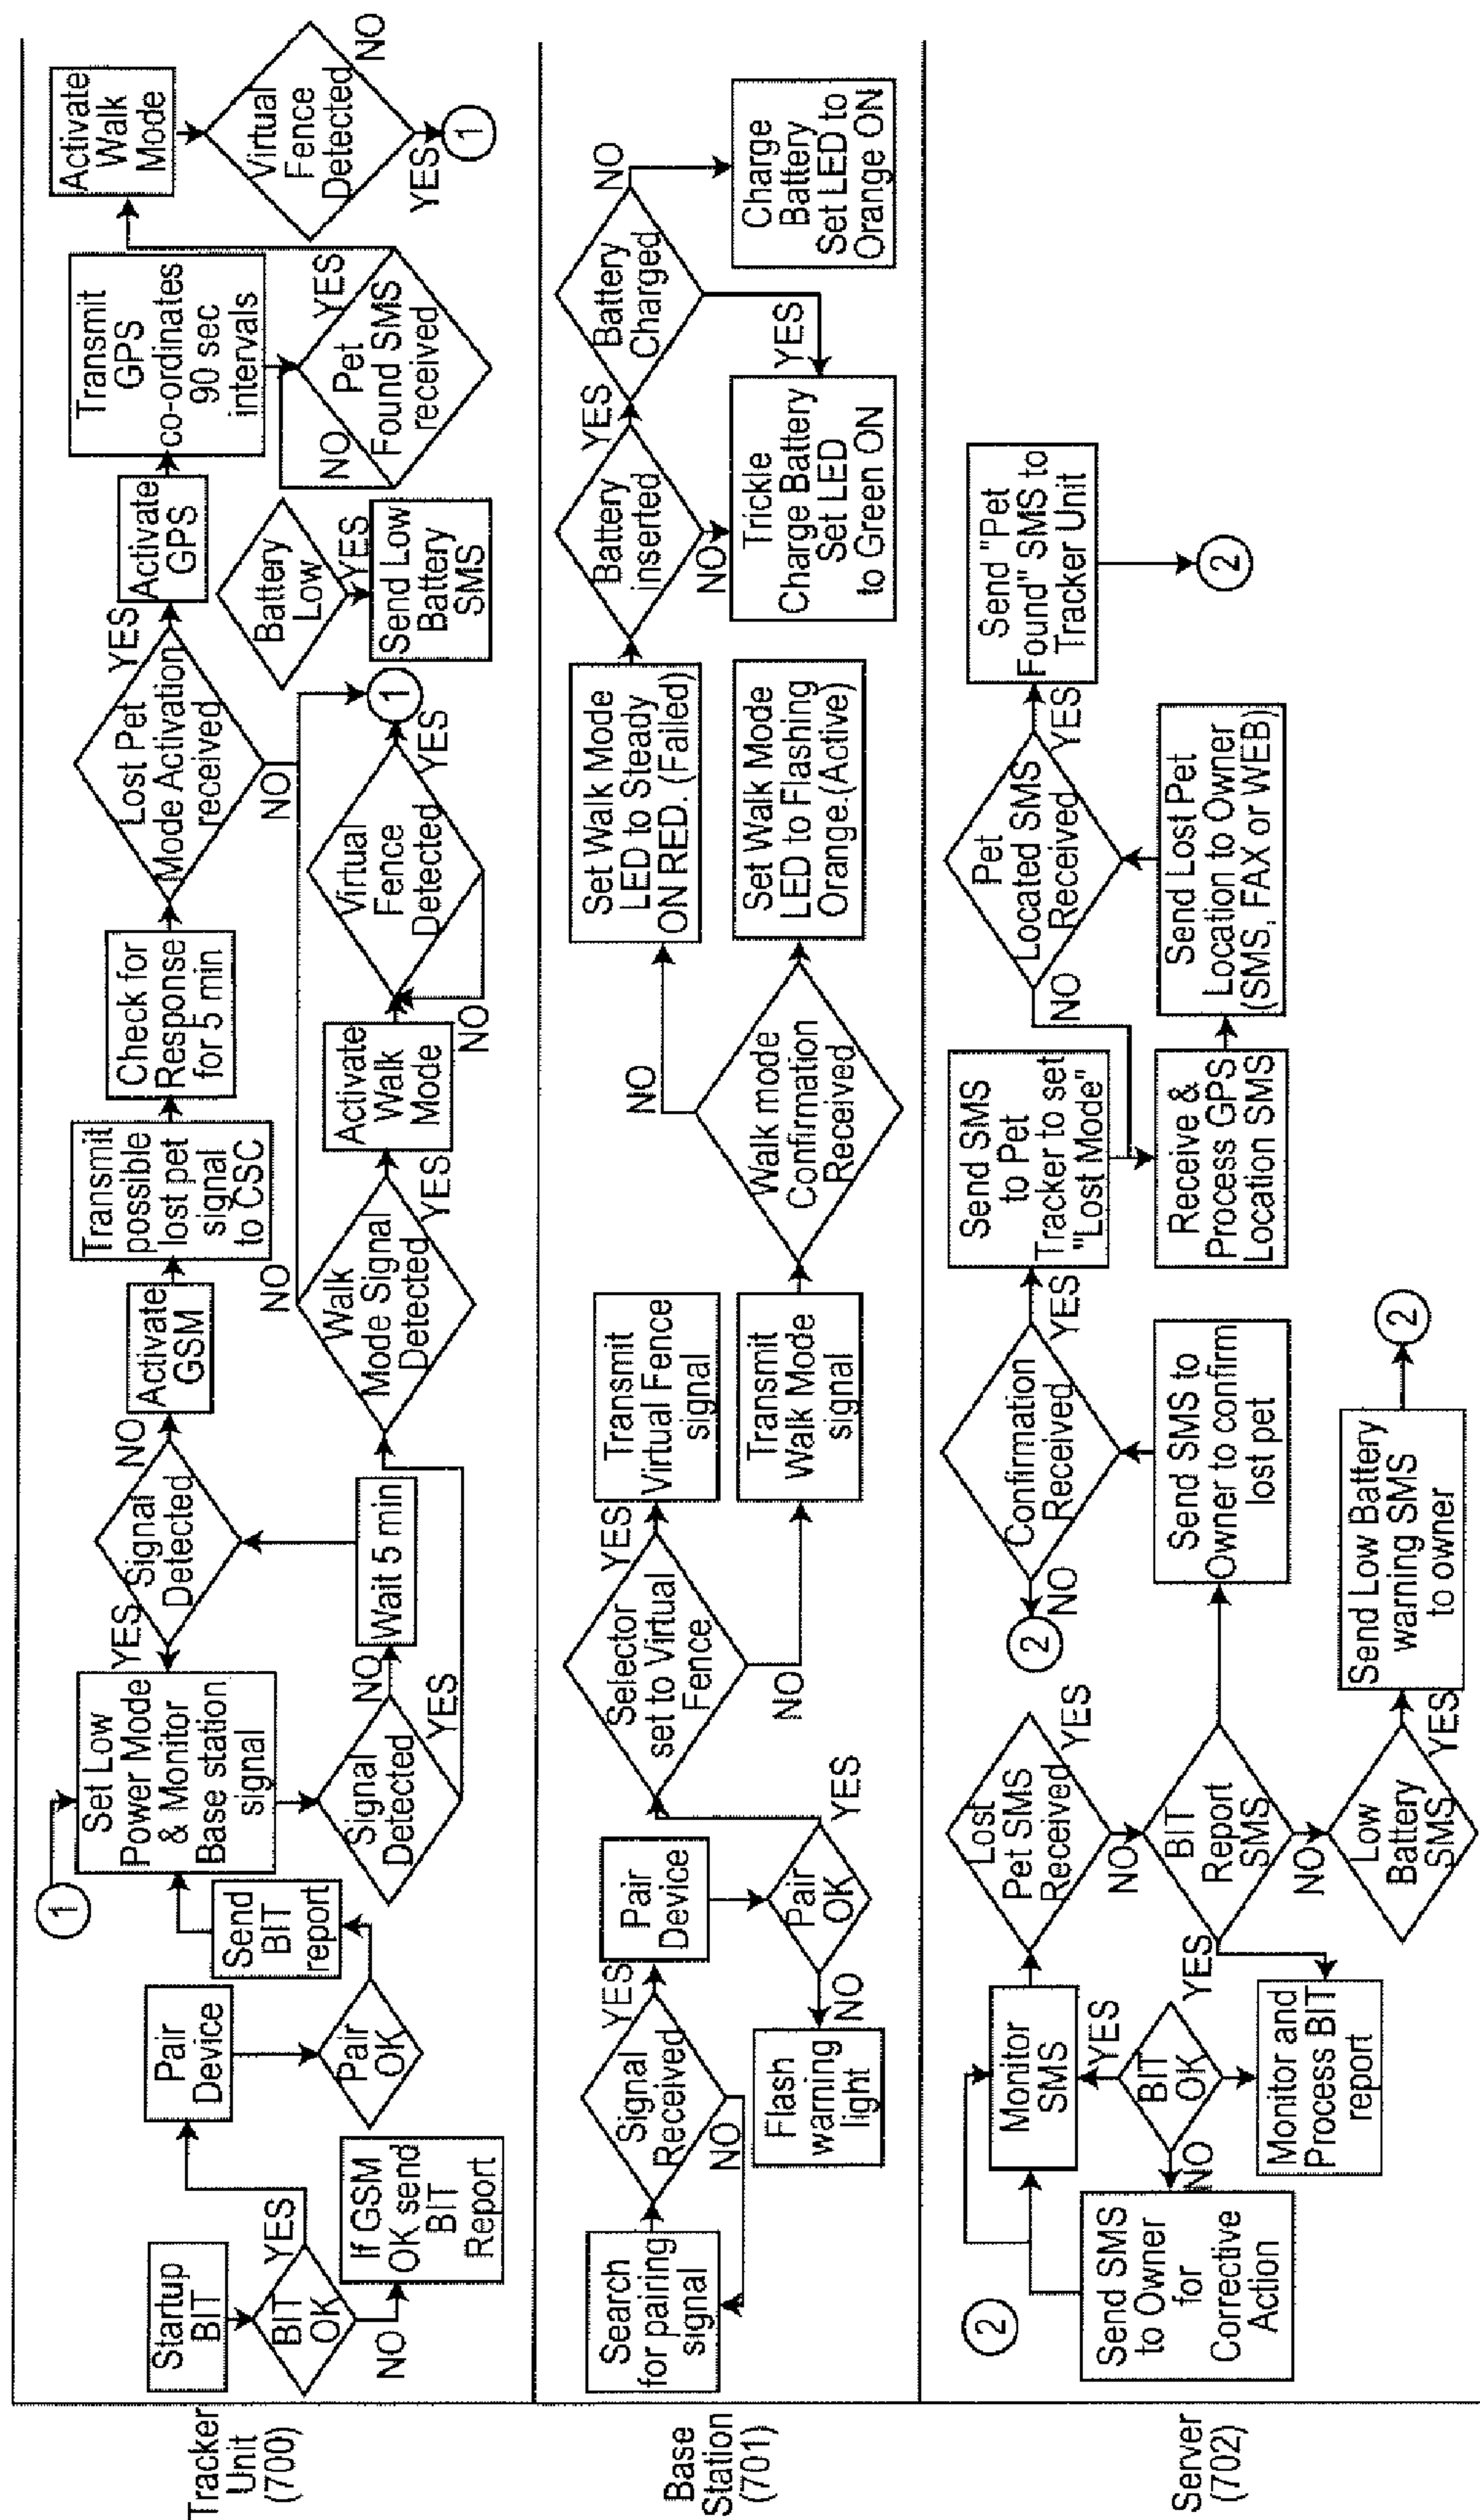 Tracker
Unit
(700)
Startup
BIT
BIT
OK
YES
NO
If GSM
OK send
BIT
Report
Pair
Device
Pair
OK
Send
BIT
report
1
Set Low
Power Mode
& Monitor
Base station
signal
Signal
Detected
YES
NO
Wait 5 min
Signal
Detected
YES
NO
Activate
GSM
Transmit
possible
lost pet
signal
to CSC
Check for
Response
for 5 min
Lost Pet
Mode Activation
received
YES
NO
Walk
Mode Signal
Detected
NO
YES
Activate
Walk
Mode
Virtual
Fence
Detected
NO
YES
1
Activate
GPS
Battery
Low
YES
Send Low
Battery
SMS
Transmit
GPS
co-ordinates
90 sec
intervals
Pet
Found SMS
received
NO
YES
Activate
Walk
Mode
Virtual
Fence
Detected
NO
YES
1
Base
Station
(701)
Search
for pairing
signal
Signal
Received
YES
NO
Pair
Device
Pair
OK
YES
NO
Flash
warning
light
Selector
set to Virtual
Fence
YES
NO
Transmit
Virtual Fence
signal
Transmit
Walk Mode
signal
Walk mode
Confirmation
Received
NO
Set Walk Mode
LED to Steady
ON RED. (Failed)
Set Walk Mode
LED to Flashing
Orange.(Active)
Battery
inserted
YES
NO
Trickle
Charge Battery
Set LED
to Green ON
Battery
Charged
YES
NO
Charge
Battery
Set LED to
Orange ON
Server
(702)
2
Send SMS
to Owner
for
Corrective
Action
Monitor
SMS
YES
BIT
OK
NO
Monitor and
Process BIT
report
Lost
Pet SMS
Received
YES
NO
BIT
Report
SMS
YES
NO
Low
Battery
SMS
YES
Send Low Battery
warning SMS
to owner
2
Send SMS to
Owner to confirm
lost pet
Confirmation
Received
NO
2
YES
Send SMS
to Pet
Tracker to set
"Lost Mode"
Receive &
Process GPS
Location SMS
Send Lost Pet
Location to Owner
(SMS, FAX or WEB)
Pet
Located SMS
Received
NO
YES
Send "Pet
Found" SMS to
Tracker Unit
2